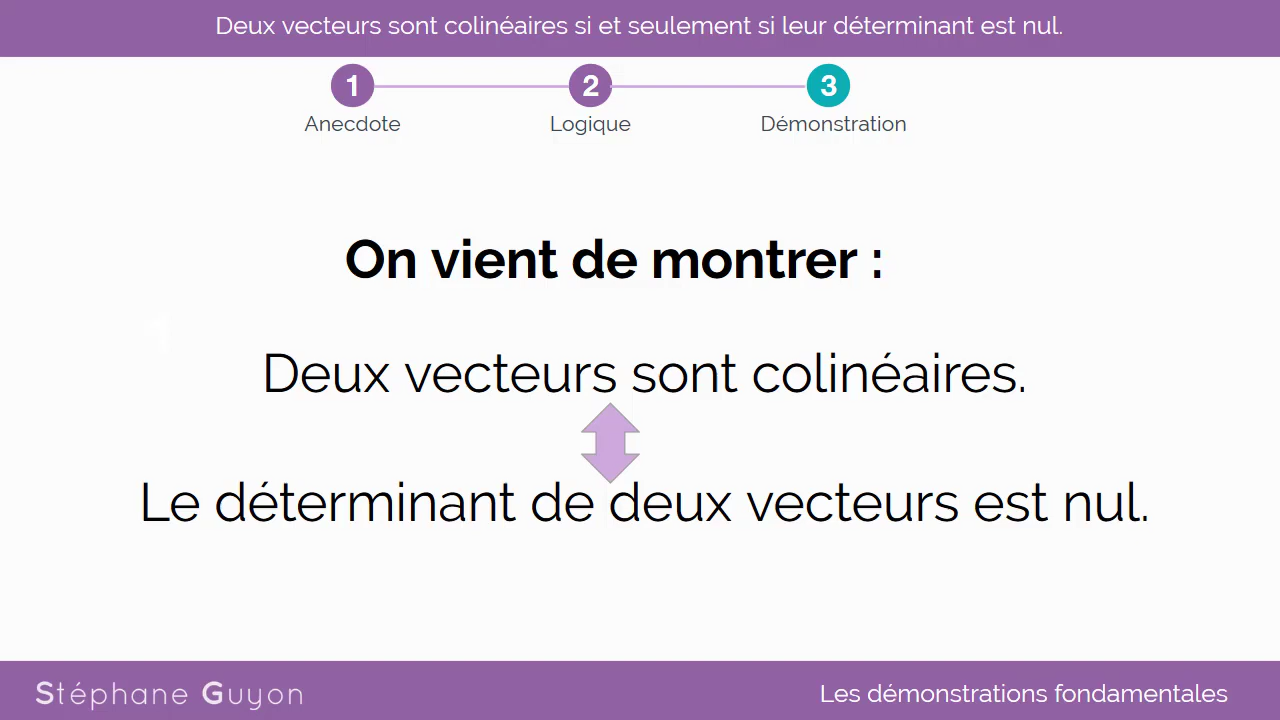 Deux vecteurs sont colinéaires si et seulement si leur déterminant est nul.
1 2 3
Anecdote Logique Démonstration
On vient de montrer :
Deux vecteurs sont colinéaires.
Le déterminant de deux vecteurs est nul.
Stéphane Guyon Les démonstrations fondamentales